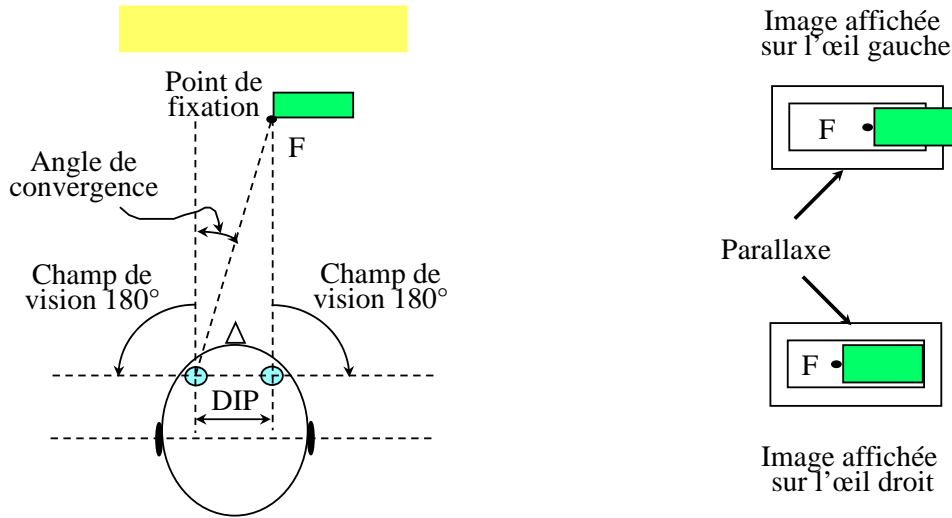 Point de
fixation
F
Angle de
convergence
Champ de
vision 180°
Champ de
vision 180°
DIP
Image affichée
sur l'œil gauche
F
Parallaxe
F
Image affichée
sur l'œil droit